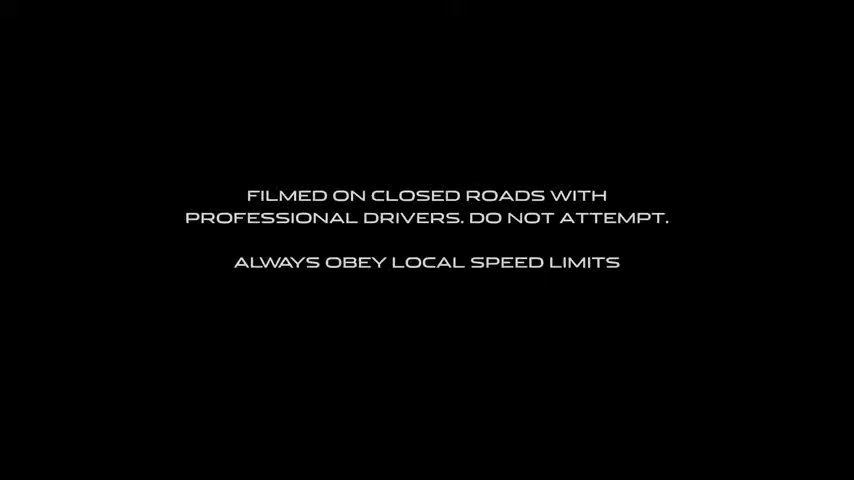 FILMED ON CLOSED ROADS WITH
PROFESSIONAL DRIVERS. DO NOT ATTEMPT.
ALWAYS OBEY LOCAL SPEED LIMITS